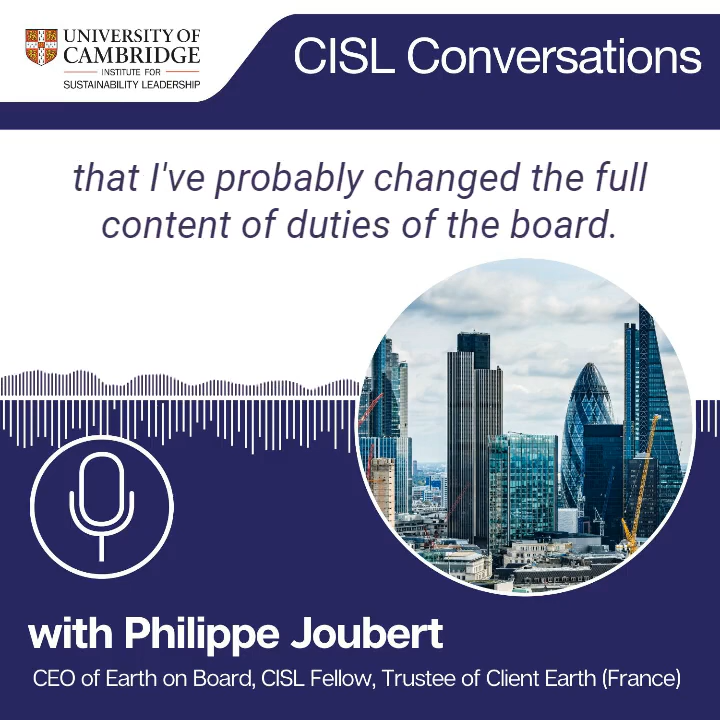 UNIVERSITY OF
CAMBRIDGE
INSTITUTE FOR
SUSTAINABILITY LEADERSHIP
CISL Conversations
that I've probably changed the full
content of duties of the board.
with Philippe Joubert
CEO of Earth on Board, CISL Fellow, Trustee of Client Earth (France)